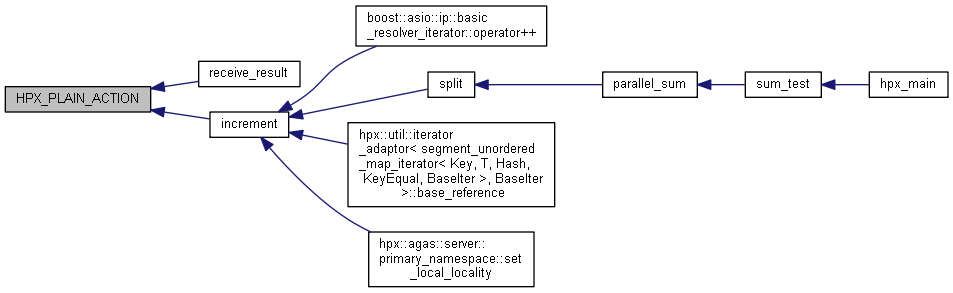 HPX_PLAIN_ACTION
receive_result
increment
boost::asio::ip::basic
_resolver_iterator::operator++
split
parallel_sum
sum_test
hpx_main
hpx::util::iterator
_adaptor< segment_unordered
_map_iterator< Key, T, Hash,
KeyEqual, BaseIter >, BaseIter
>::base_reference
hpx::agas::server::
primary_namespace::set
_local_locality